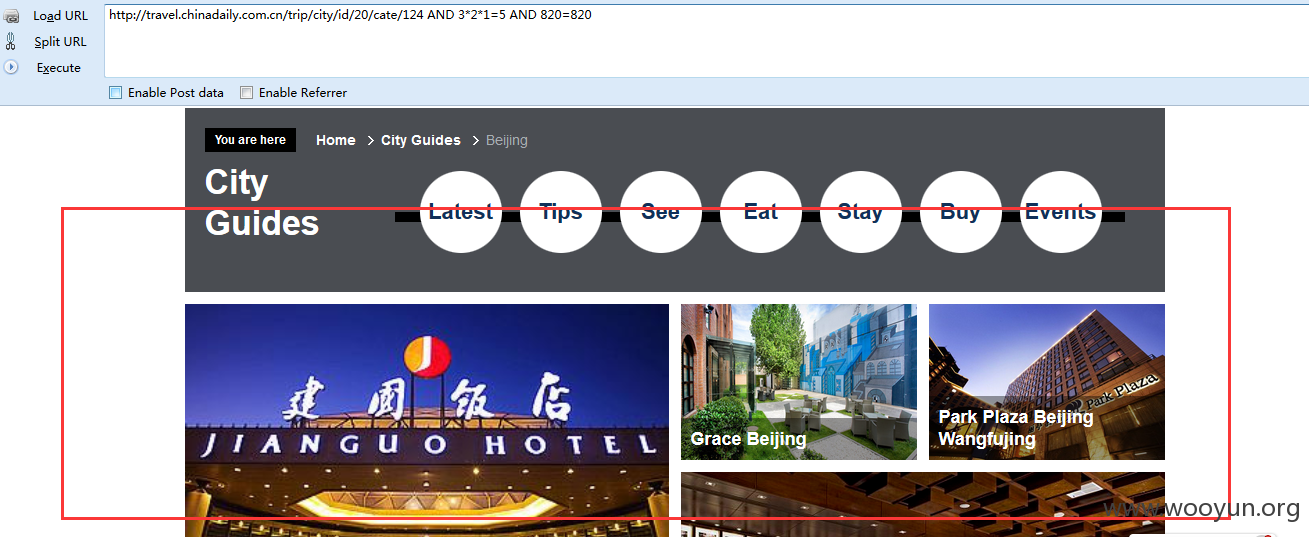 Load URL
http://travel.chinadaily.com.cn/trip/city/id/20/cate/124 AND 3*2*1=5 AND 820=820
Split URL
Execute
Enable Post data
Enable Referrer
You are here
Home
City Guides
Beijing
City
Guides
Latest
Tips
See
Eat
Stay
Buy
Events
建國飯店
JIANGUO HOTEL
Grace Beijing
Park Plaza
Park Plaza Beijing
Wangfujing
www.wooyun.org